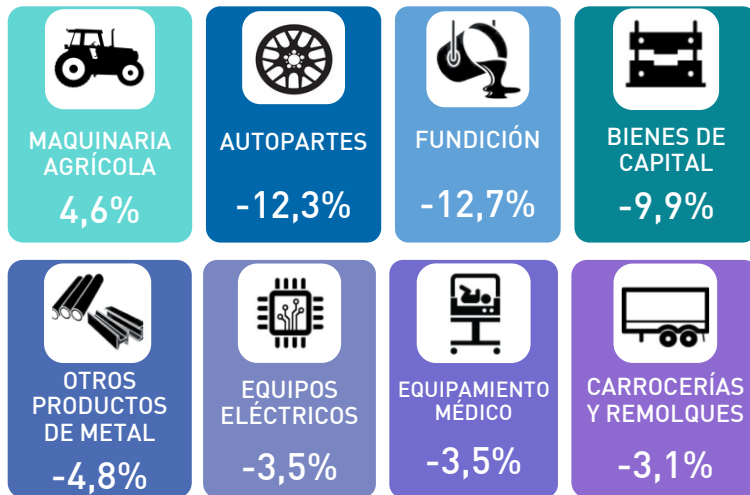 MAQUINARIA
AGRÍCOLA
4,6%
AUTOPARTES
-12,3%
FUNDICIÓN
-12,7%
BIENES DE
CAPITAL
-9,9%
OTROS
PRODUCTOS
DE METAL
-4,8%
EQUIPOS
ELÉCTRICOS
-3,5%
EQUIPAMIENTO
MÉDICO
-3,5%
CARROCERÍAS
Y REMOLQUES
-3,1%